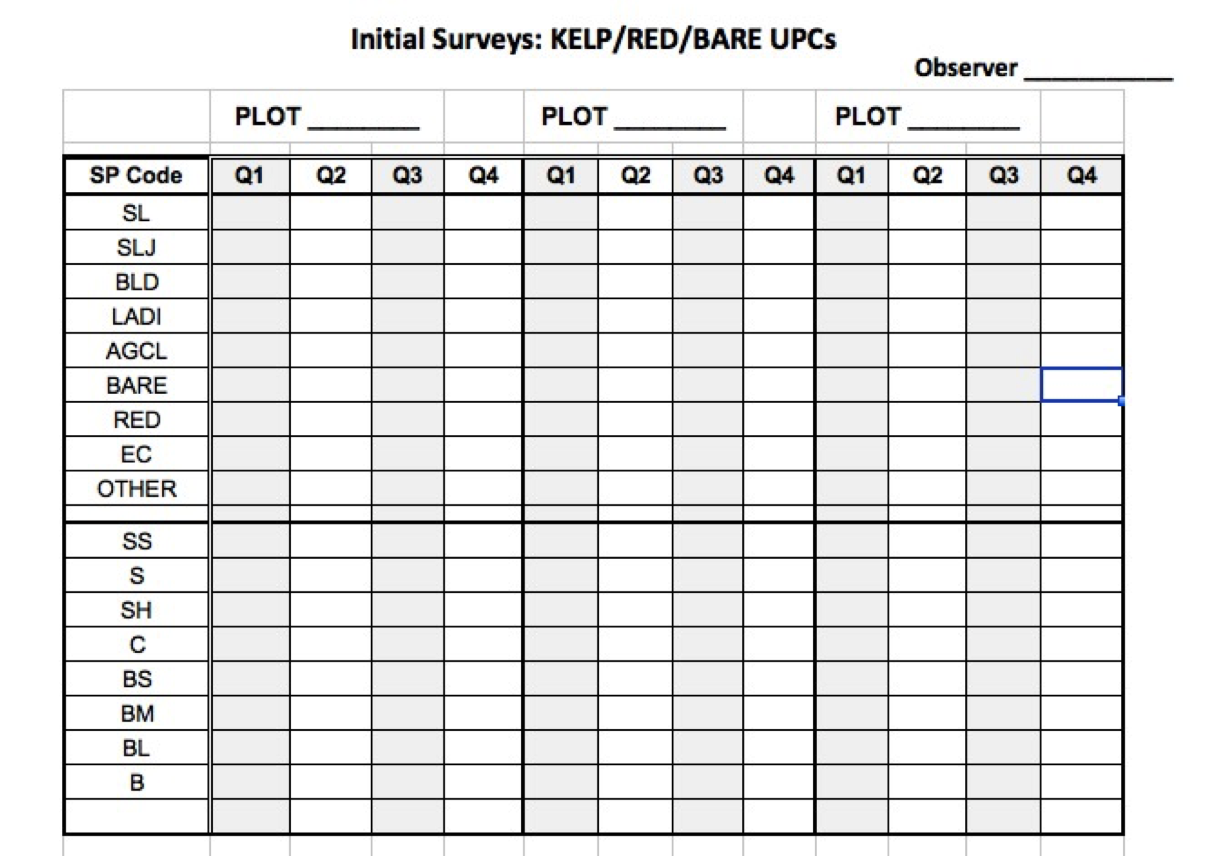 Initial Surveys: KELP/RED/BARE UPCs
Observer ___________
PLOT ________ PLOT ________ PLOT ________
SP Code Q1 Q2 Q3 Q4 Q1 Q2 Q3 Q4 Q1 Q2 Q3 Q4
SL
SLJ
BLD
LADI
AGCL
BARE
RED
EC
OTHER
SS
S
SH
C
BS
BM
BL
B